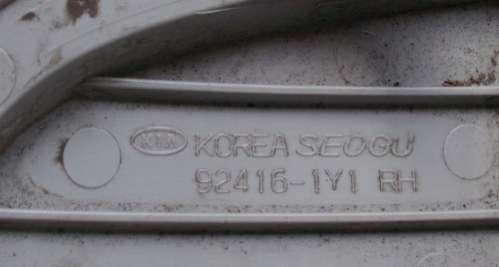 KIA KOREA SEOGU
92416-1Y1 RH